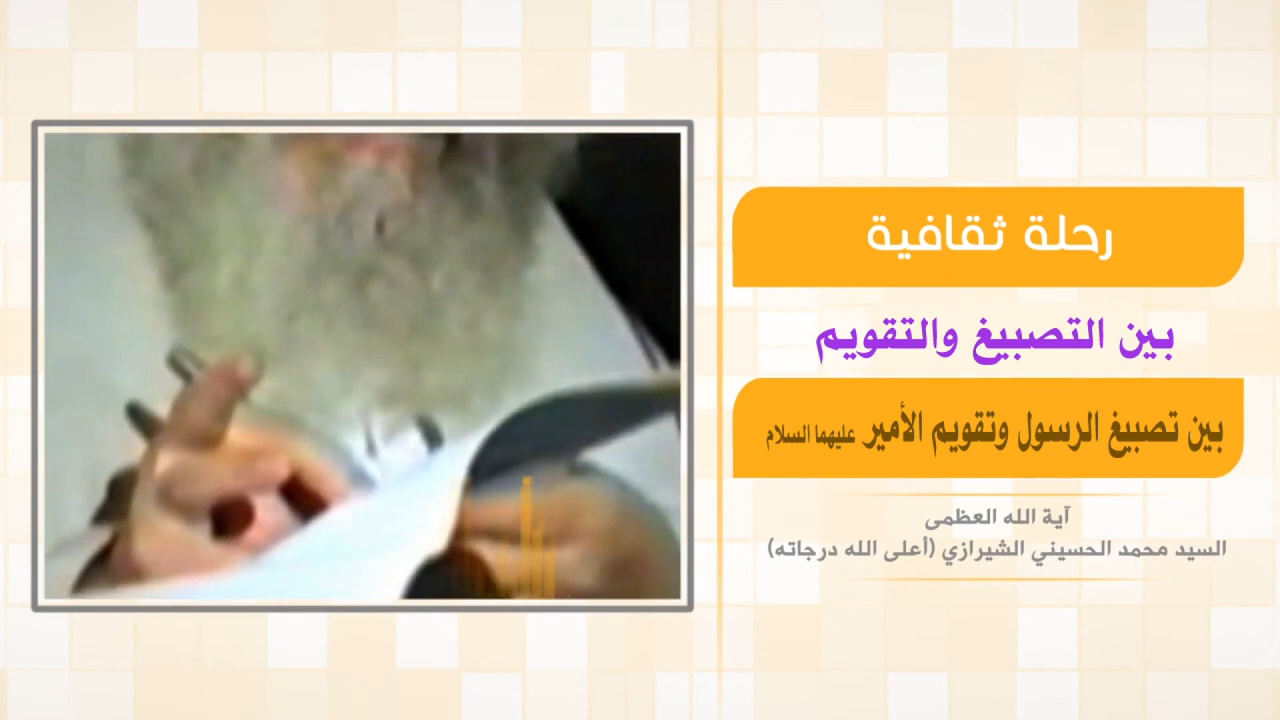 رحلة ثقافية
بين التصبيغ والتقويم
بين تصبيغ الرسول وتقويم الأمير عليهما السلام
آية الله العظمى
السيد محمد الحسيني الشيرازي (أعلى الله درجاته)